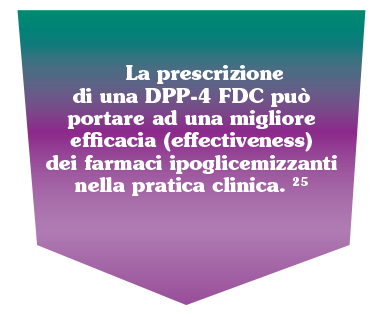 La prescrizione
di una DPP-4 FDC può
portare ad una migliore
efficacia (effectiveness)
dei farmaci ipoglicemizzanti
nella pratica clinica. 25